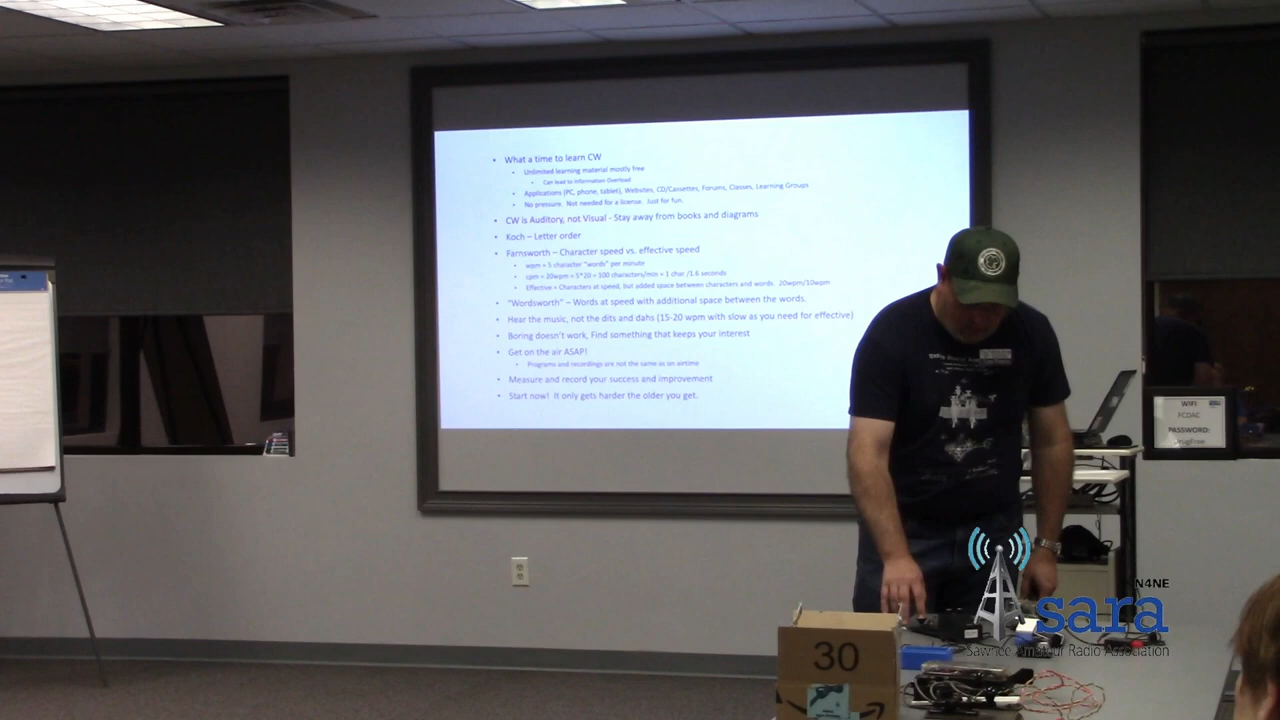 What a time to learn CW
Unlimited learning material mostly free
Can lead to Information Overload
Applications (PC, phone, tablet), Websites, CD/Cassettes, Forums, Classes, Learning Groups
No pressure. Not needed for a license. Just for fun.
CW is Auditory, not Visual - Stay away from books and diagrams
Koch – Letter order
Farnsworth – Character speed vs. effective speed
wpm = 5 character "words" per minute
cpm = 20wpm = 5*20 = 100 characters/min = 1 char /1.6 seconds
Effective = Characters at speed, but added space between characters and words. 20wpm/10wpm
"Wordsworth" – Words at speed with additional space between the words.
Hear the music, not the dits and dahs (15-20 wpm with slow as you need for effective)
Boring doesn't work, Find something that keeps your interest
Get on the air ASAP!
Programs and recordings are not the same as on airtime
Measure and record your success and improvement
Start now! It only gets harder the older you get.
WIFI
FCDAC
PASSWORD:
DrugFree
N4NE
sara
Sawnee Amateur Radio Association
30